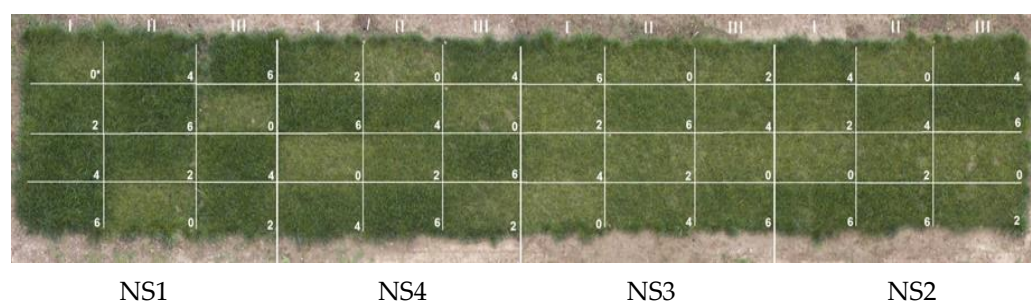 I II III I II III I II III I II III
0* 4 6 2 0 4 6 0 2 4 0 4
2 6 0 6 4 0 2 6 4 2 4 6
4 2 4 0 2 6 4 2 0 0 2 0
6 0 2 4 6 2 0 4 6 6 6 2
NS1 NS4 NS3 NS2